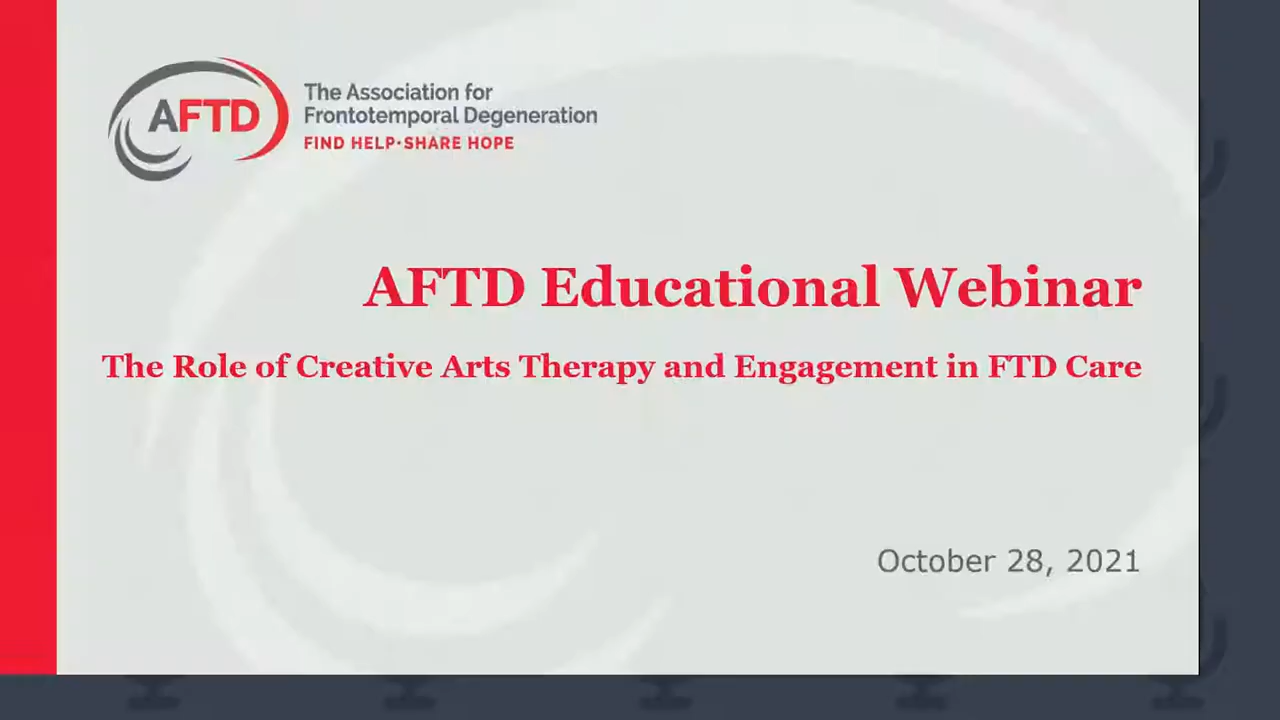 AFTD
The Association for
Frontotemporal Degeneration
FIND HELP·SHARE HOPE
AFTD Educational Webinar
The Role of Creative Arts Therapy and Engagement in FTD Care
October 28, 2021